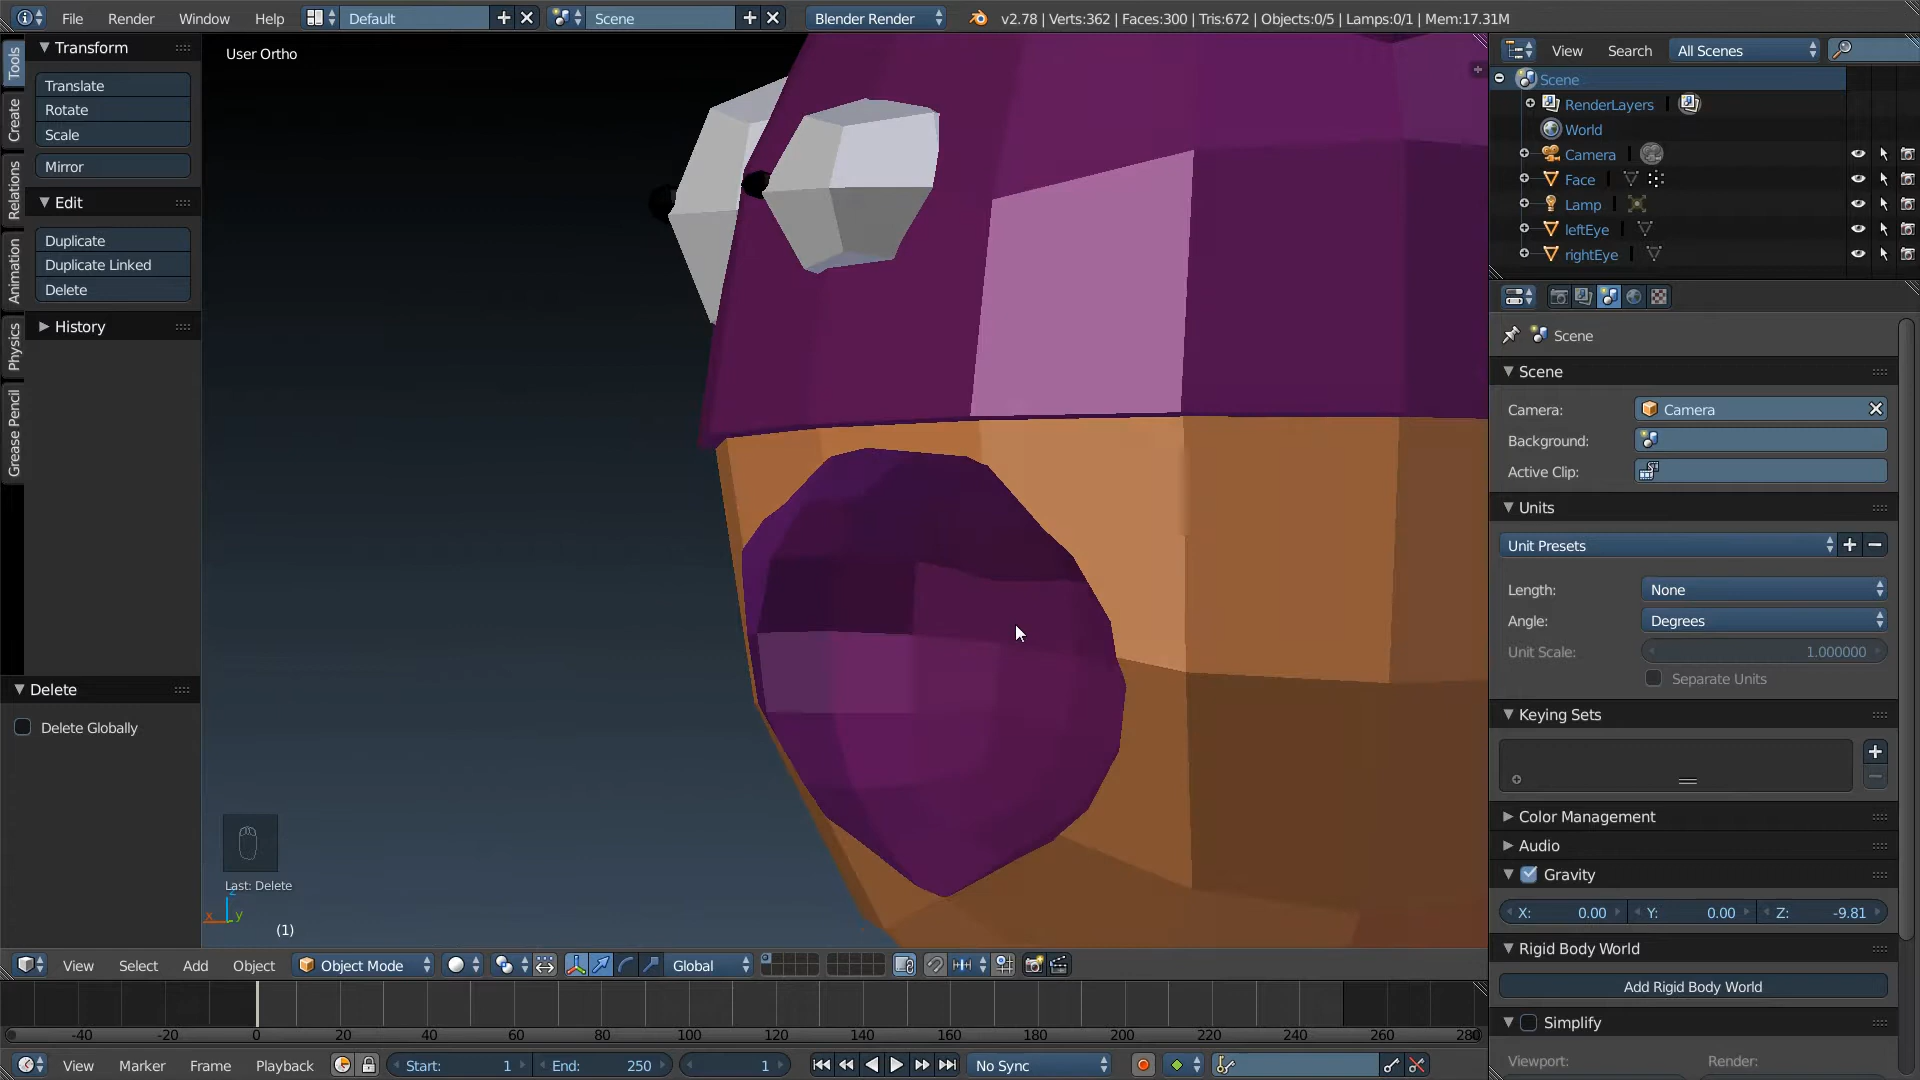 File Render Window Help Default Scene Blender Render v2.78 | Verts:362 | Faces:300 | Tris:672 | Objects:0/5 | Lamps:0/1 | Mem:17.31M
Tools
Create
Relations
Animation
Physics
Grease Pencil
Transform
Translate
Rotate
Scale
Mirror
Edit
Duplicate
Duplicate Linked
Delete
History
Delete
Delete Globally
User Ortho
Last: Delete
x y
(1)
View Select Add Object Object Mode Global
-40 -20 0 20 40 60 80 100 120 140 160 180 200 220 240 260 280
View Marker Frame Playback Start: 1 End: 250 1 No Sync
View Search All Scenes
Scene
RenderLayers
World
Camera
Face
Lamp
leftEye
rightEye
Scene
Scene
Camera: Camera
Background:
Active Clip:
Units
Unit Presets
Length: None
Angle: Degrees
Unit Scale: 1.000000
Separate Units
Keying Sets
Color Management
Audio
Gravity
X: 0.00 Y: 0.00 Z: -9.81
Rigid Body World
Add Rigid Body World
Simplify
Viewport: Render: